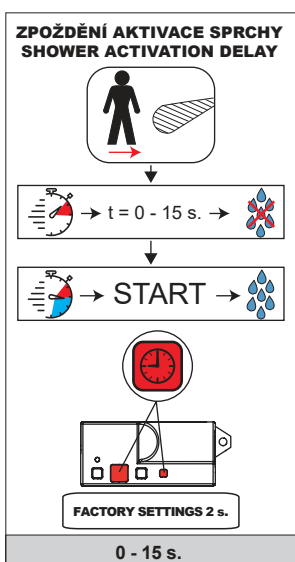 ZPOŽDĚNÍ AKTIVACE SPRCHY
SHOWER ACTIVATION DELAY
t = 0 - 15 s.
START
FACTORY SETTINGS 2 s.
0 - 15 s.